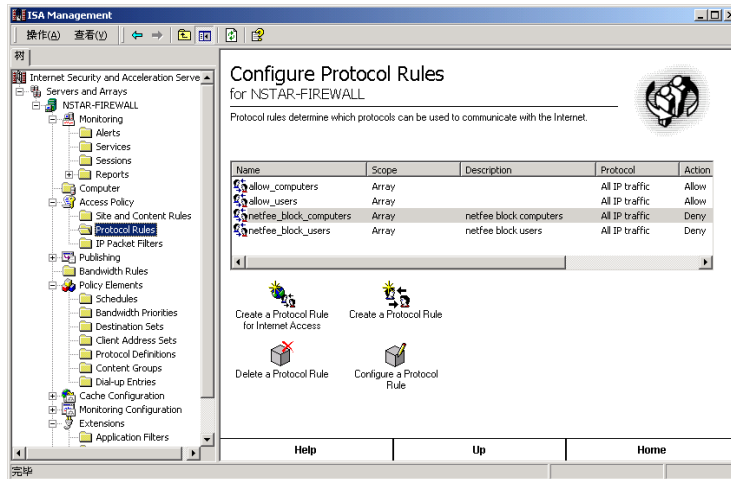 ISA Management
操作(A) 查看(V)
树
Internet Security and Acceleration Serve
Servers and Arrays
NSTAR-FIREWALL
Monitoring
Alerts
Services
Sessions
Reports
Computer
Access Policy
Site and Content Rules
Protocol Rules
IP Packet Filters
Publishing
Bandwidth Rules
Policy Elements
Schedules
Bandwidth Priorities
Destination Sets
Client Address Sets
Protocol Definitions
Content Groups
Dial-up Entries
Cache Configuration
Monitoring Configuration
Extensions
Application Filters
Configure Protocol Rules
for NSTAR-FIREWALL
Protocol rules determine which protocols can be used to communicate with the Internet.
Name Scope Description Protocol Action
allow_computers Array All IP traffic Allow
allow_users Array All IP traffic Allow
netfee_block_computers Array netfee block computers All IP traffic Deny
netfee_block_users Array netfee block users All IP traffic Deny
Create a Protocol Rule
for Internet Access
Create a Protocol Rule
Delete a Protocol Rule
Configure a Protocol
Rule
Help Up Home
完毕